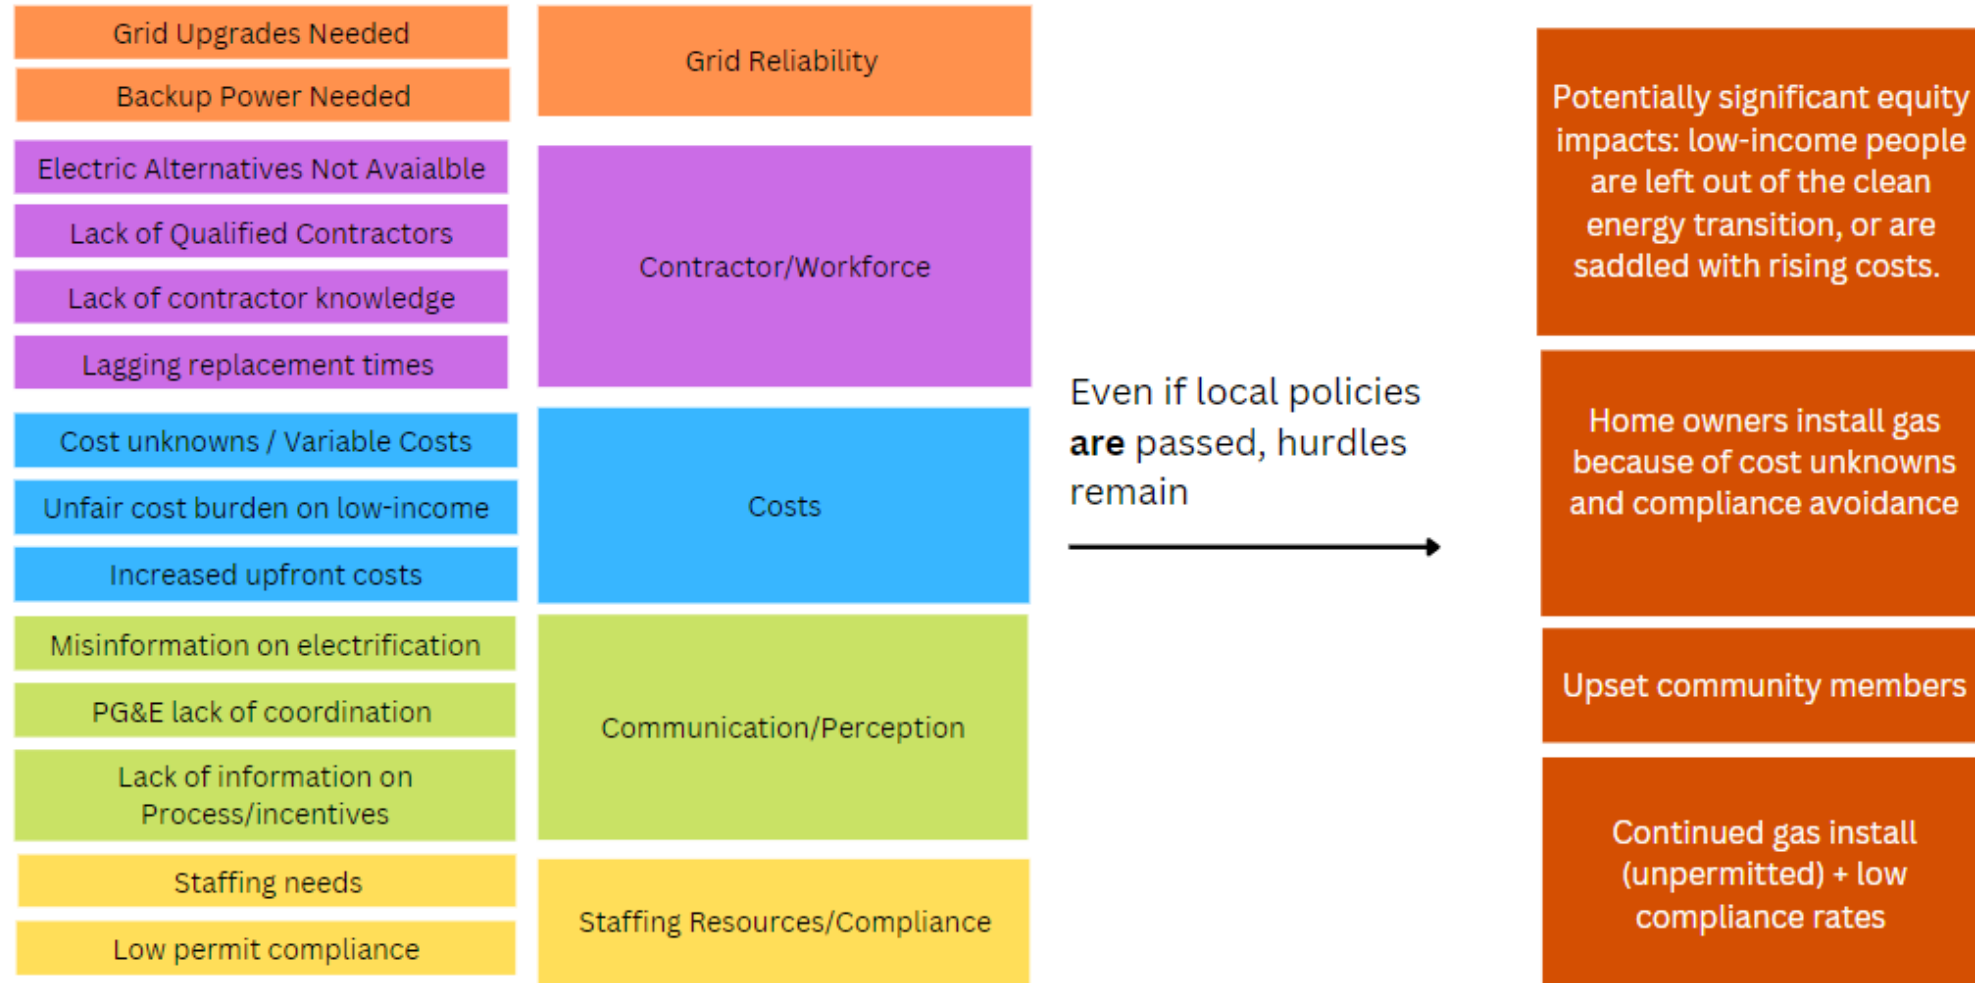 Grid Upgrades Needed
Backup Power Needed
Grid Reliability
Electric Alternatives Not Avaialble
Lack of Qualified Contractors
Lack of contractor knowledge
Lagging replacement times
Contractor/Workforce
Cost unknowns / Variable Costs
Unfair cost burden on low-income
Increased upfront costs
Costs
Misinformation on electrification
PG&E lack of coordination
Lack of information on
Process/incentives
Communication/Perception
Staffing needs
Low permit compliance
Staffing Resources/Compliance
Even if local policies
are passed, hurdles
remain
Potentially significant equity
impacts: low-income people
are left out of the clean
energy transition, or are
saddled with rising costs.
Home owners install gas
because of cost unknowns
and compliance avoidance
Upset community members
Continued gas install
(unpermitted) + low
compliance rates